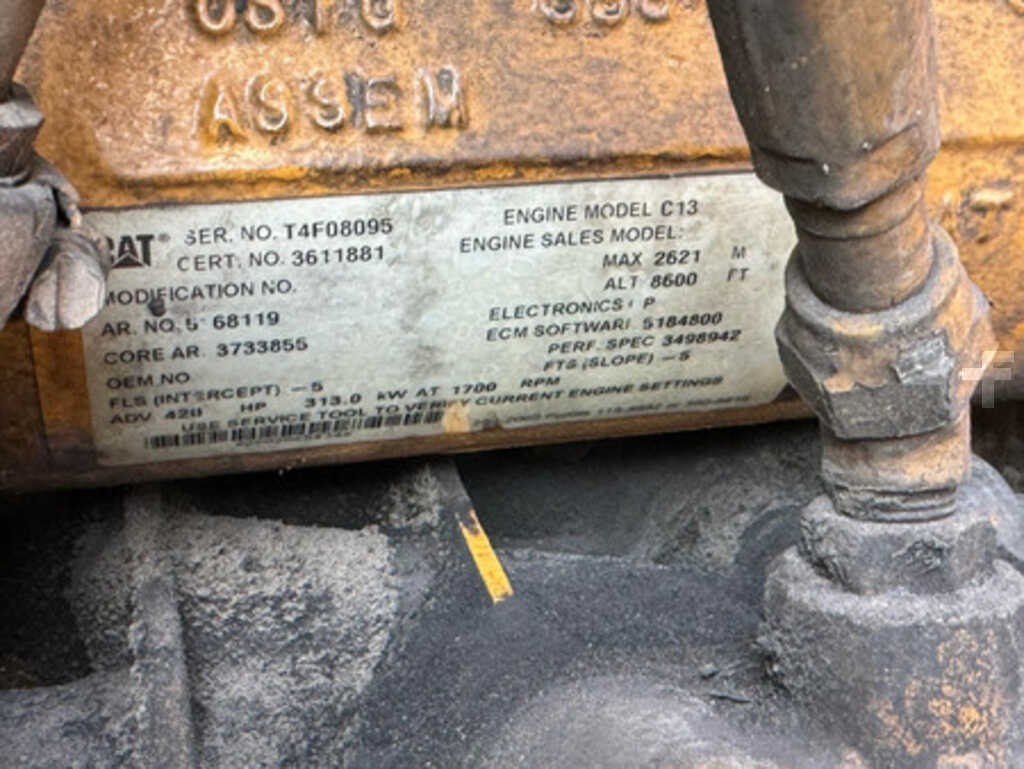 ASSEM
CAT® SER. NO. T4F08095
CERT. NO. 3611881
MODIFICATION NO.
AR. NO. 68119
CORE AR. 3733855
OEM NO
FLS (INTERCEPT) -5
ADV 420 HP 313.0 kW AT 1700 RPM
USE SERVICE TOOL TO VERIFY CURRENT ENGINE SETTINGS
ENGINE MODEL C13
ENGINE SALES MODEL:
MAX 2621 M
ALT 8600 FT
ELECTRONICS P
ECM SOFTWAR 5184800
PERF. SPEC 3498942
FTS (SLOPE) -5